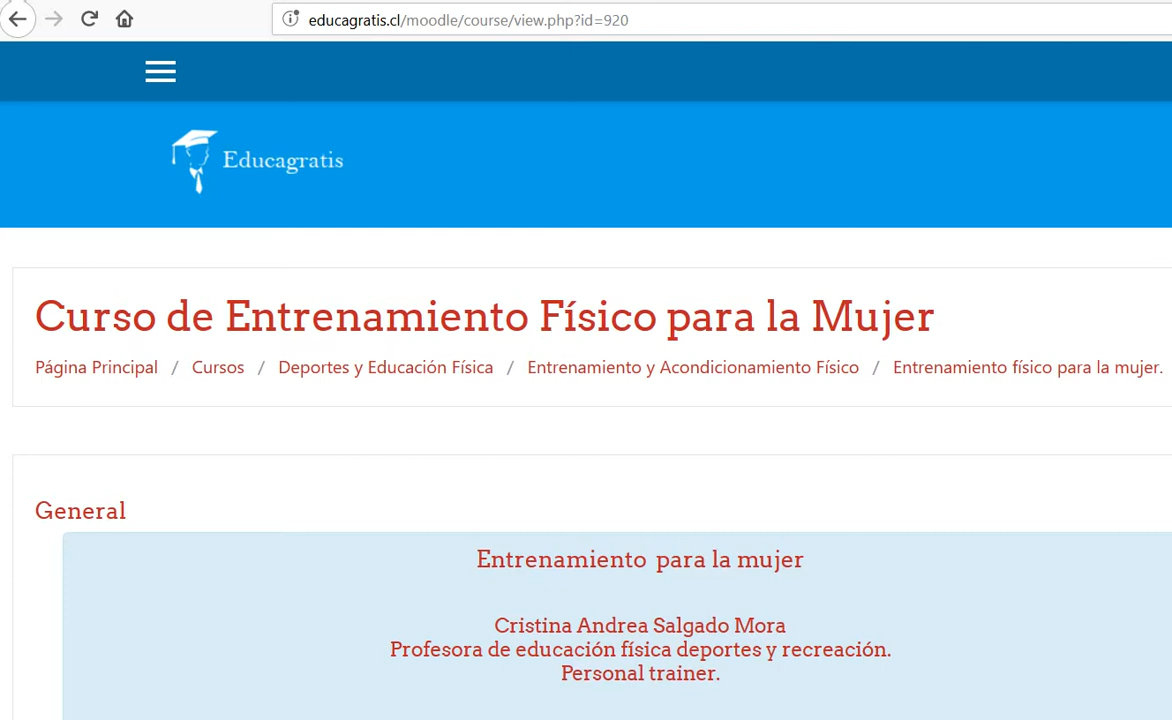 educagratis.cl/moodle/course/view.php?id=920
Educagratis
Curso de Entrenamiento Físico para la Mujer
Página Principal / Cursos / Deportes y Educación Física / Entrenamiento y Acondicionamiento Físico / Entrenamiento físico para la mujer.
General
Entrenamiento para la mujer
Cristina Andrea Salgado Mora
Profesora de educación física deportes y recreación.
Personal trainer.